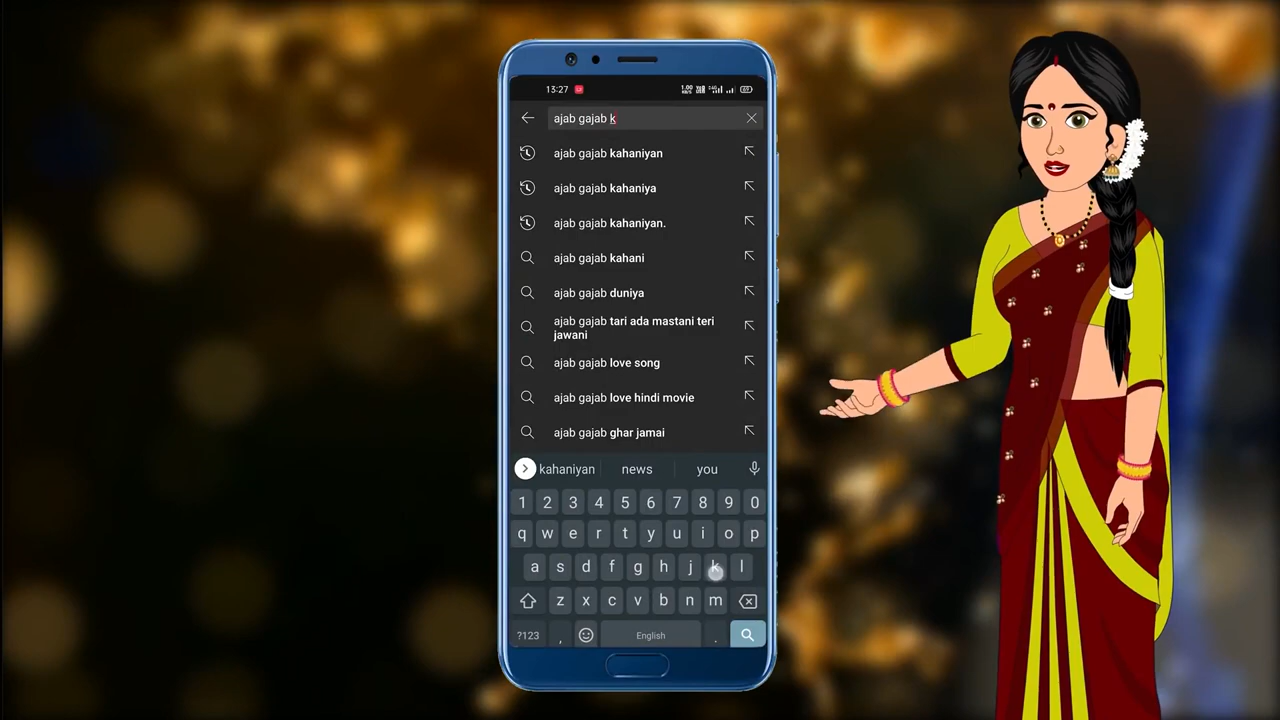 13:27
ajab gajab k
ajab gajab kahaniyan
ajab gajab kahaniya
ajab gajab kahaniyan.
ajab gajab kahani
ajab gajab duniya
ajab gajab tari ada mastani teri
jawani
ajab gajab love song
ajab gajab love hindi movie
ajab gajab ghar jamai
kahaniyan news you
1 2 3 4 5 6 7 8 9 0
q w e r t y u i o p
a s d f g h j k l
z x c v b n m
?123 , English .